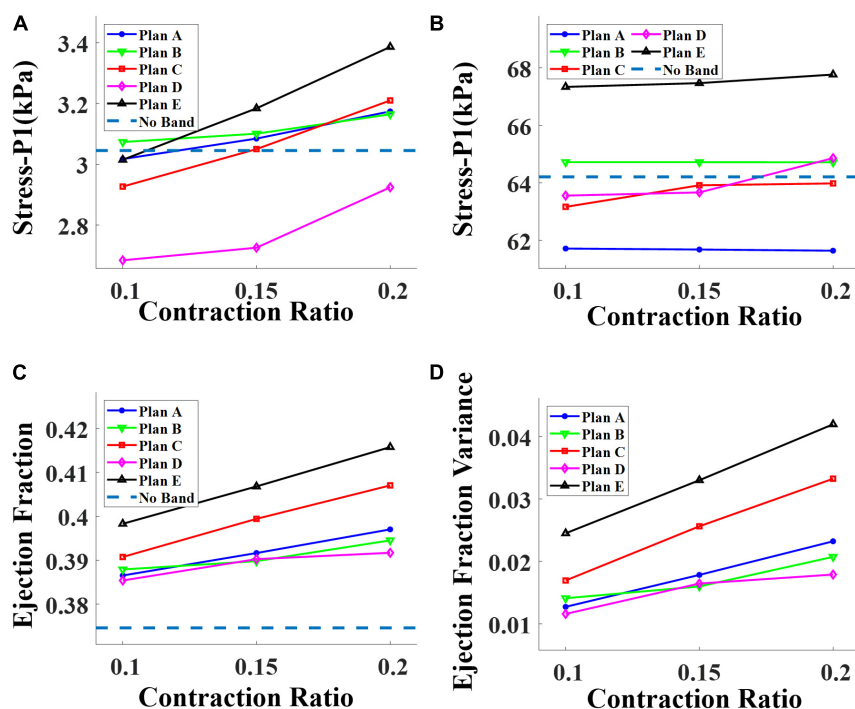 A
Stress-P1(kPa)
3.4
3.2
3
2.8
Plan A
Plan B
Plan C
Plan D
Plan E
No Band
0.1 0.15 0.2
Contraction Ratio
B
Stress-P1(kPa)
68
66
64
62
Plan A Plan D
Plan B Plan E
Plan C No Band
0.1 0.15 0.2
Contraction Ratio
C
Ejection Fraction
0.42
0.41
0.4
0.39
0.38
Plan A
Plan B
Plan C
Plan D
Plan E
No Band
0.1 0.15 0.2
Contraction Ratio
D
Ejection Fraction Variance
0.04
0.03
0.02
0.01
Plan A
Plan B
Plan C
Plan D
Plan E
0.1 0.15 0.2
Contraction Ratio